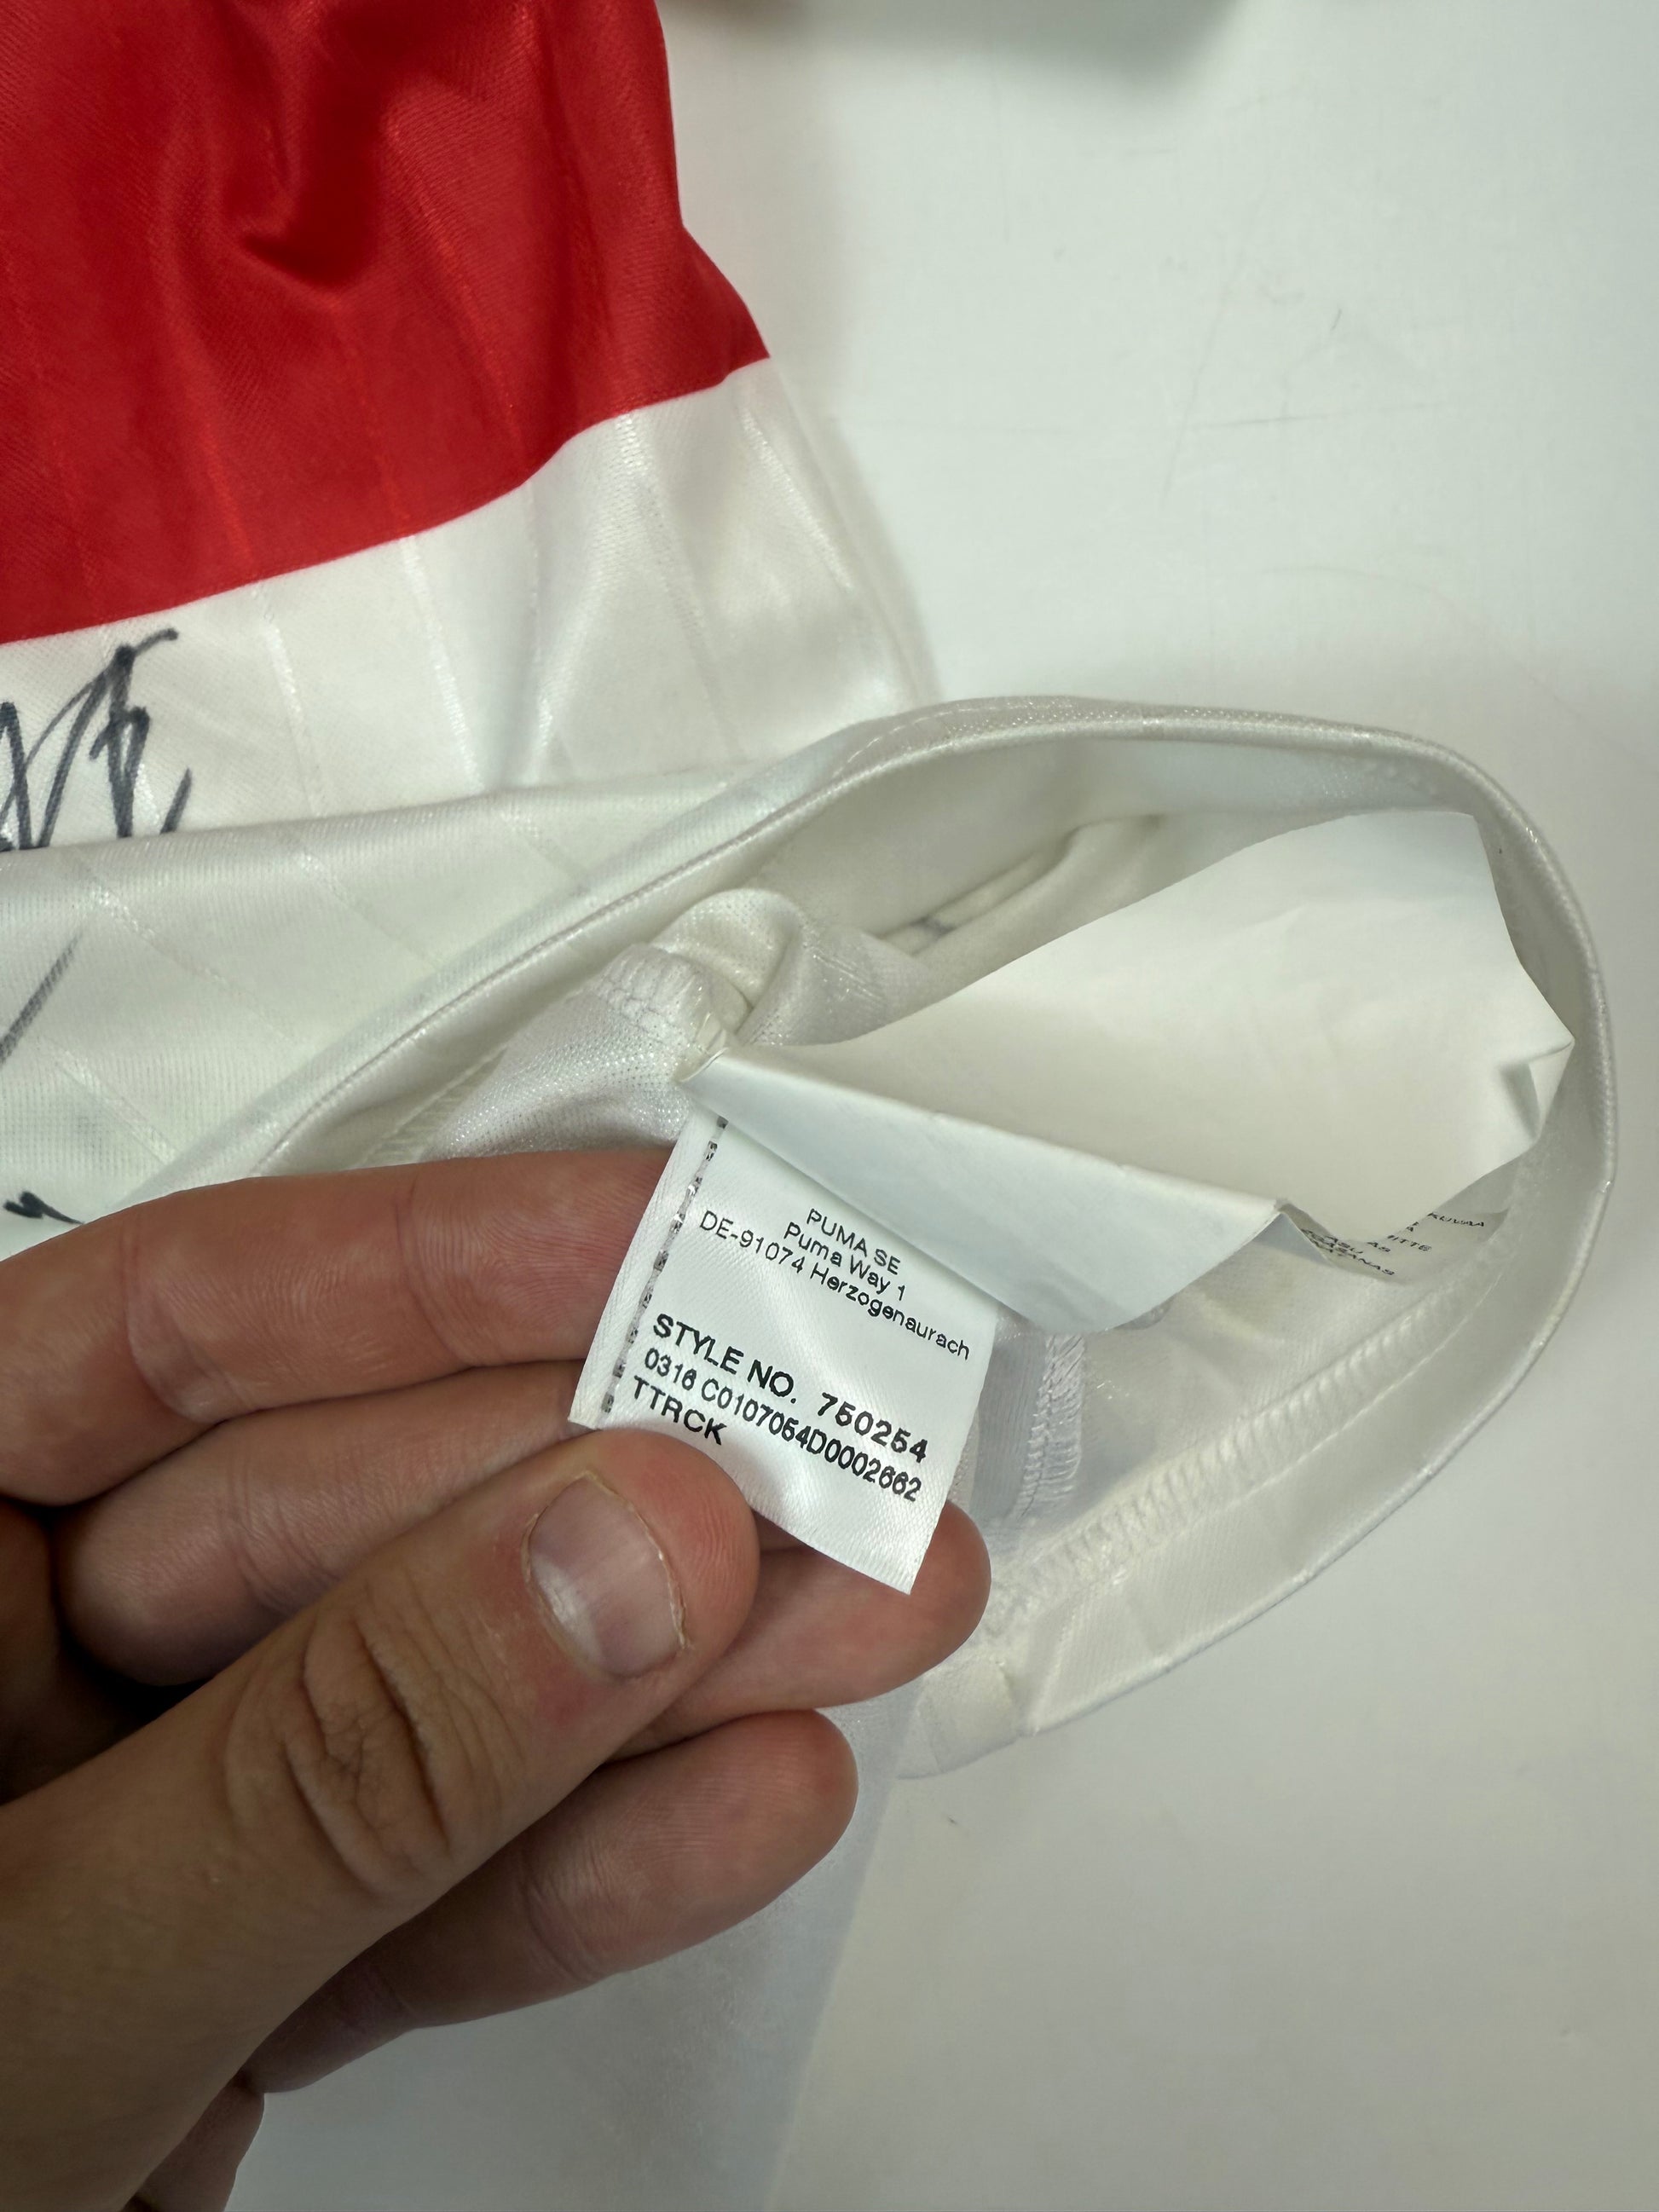 PUMA SE
Puma Way 1
DE-91074 Herzogenaurach
STYLE NO. 750254
0316 C0107054D0002662
TTRCK